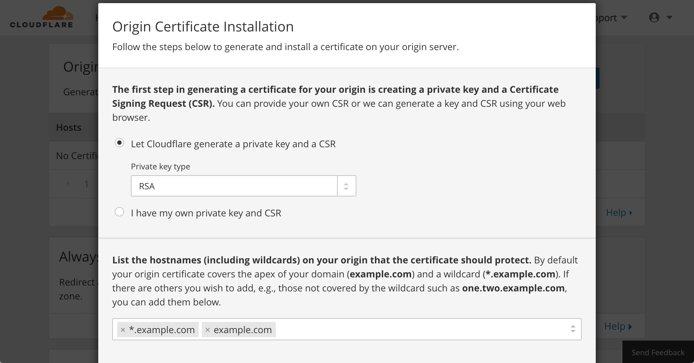 CLOUDFLARE
Origin Certificate Installation
Follow the steps below to generate and install a certificate on your origin server.
The first step in generating a certificate for your origin is creating a private key and a Certificate
Signing Request (CSR). You can provide your own CSR or we can generate a key and CSR using your web
browser.
Let Cloudflare generate a private key and a CSR
Private key type
RSA
I have my own private key and CSR
List the hostnames (including wildcards) on your origin that the certificate should protect. By default
your origin certificate covers the apex of your domain (example.com) and a wildcard (*.example.com). If
there are others you wish to add, e.g., those not covered by the wildcard such as one.two.example.com,
you can add them below.
× *.example.com × example.com
Hosts
1
Help
Always
Redirect
zone.
Help
Send Feedback